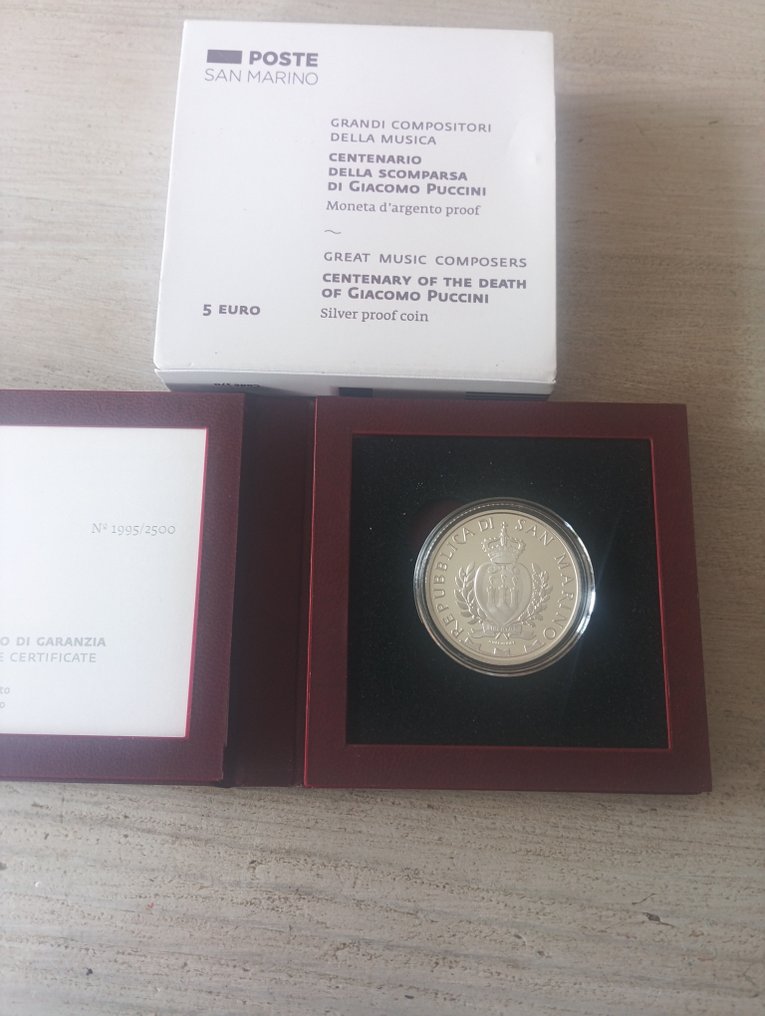 POSTE
SAN MARINO
GRANDI COMPOSITORI
DELLA MUSICA
CENTENARIO
DELLA SCOMPARSA
DI GIACOMO PUCCINI
Moneta d'argento proof
~
GREAT MUSIC COMPOSERS
CENTENARY OF THE DEATH
OF GIACOMO PUCCINI
Silver proof coin
5 EURO
Nº 1995/2500
O DI GARANZIA
E CERTIFICATE
REPUBBLICA DI SAN MARINO